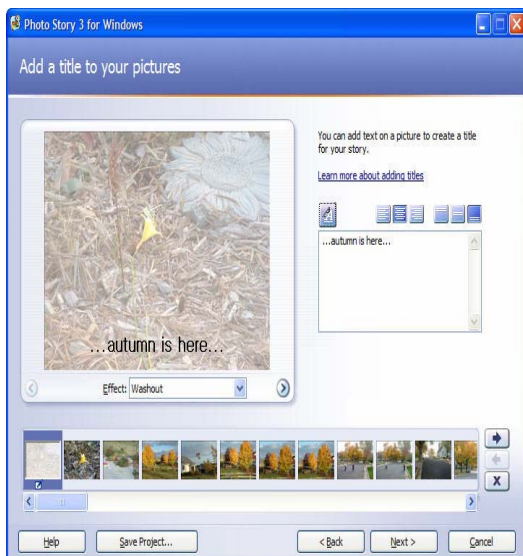 Photo Story 3 for Windows
Add a title to your pictures
You can add text on a picture to create a title
for your story.
Learn more about adding titles
...autumn is here...
...autumn is here...
Effect: Washout
Help
Save Project...
< Back
Next >
Cancel